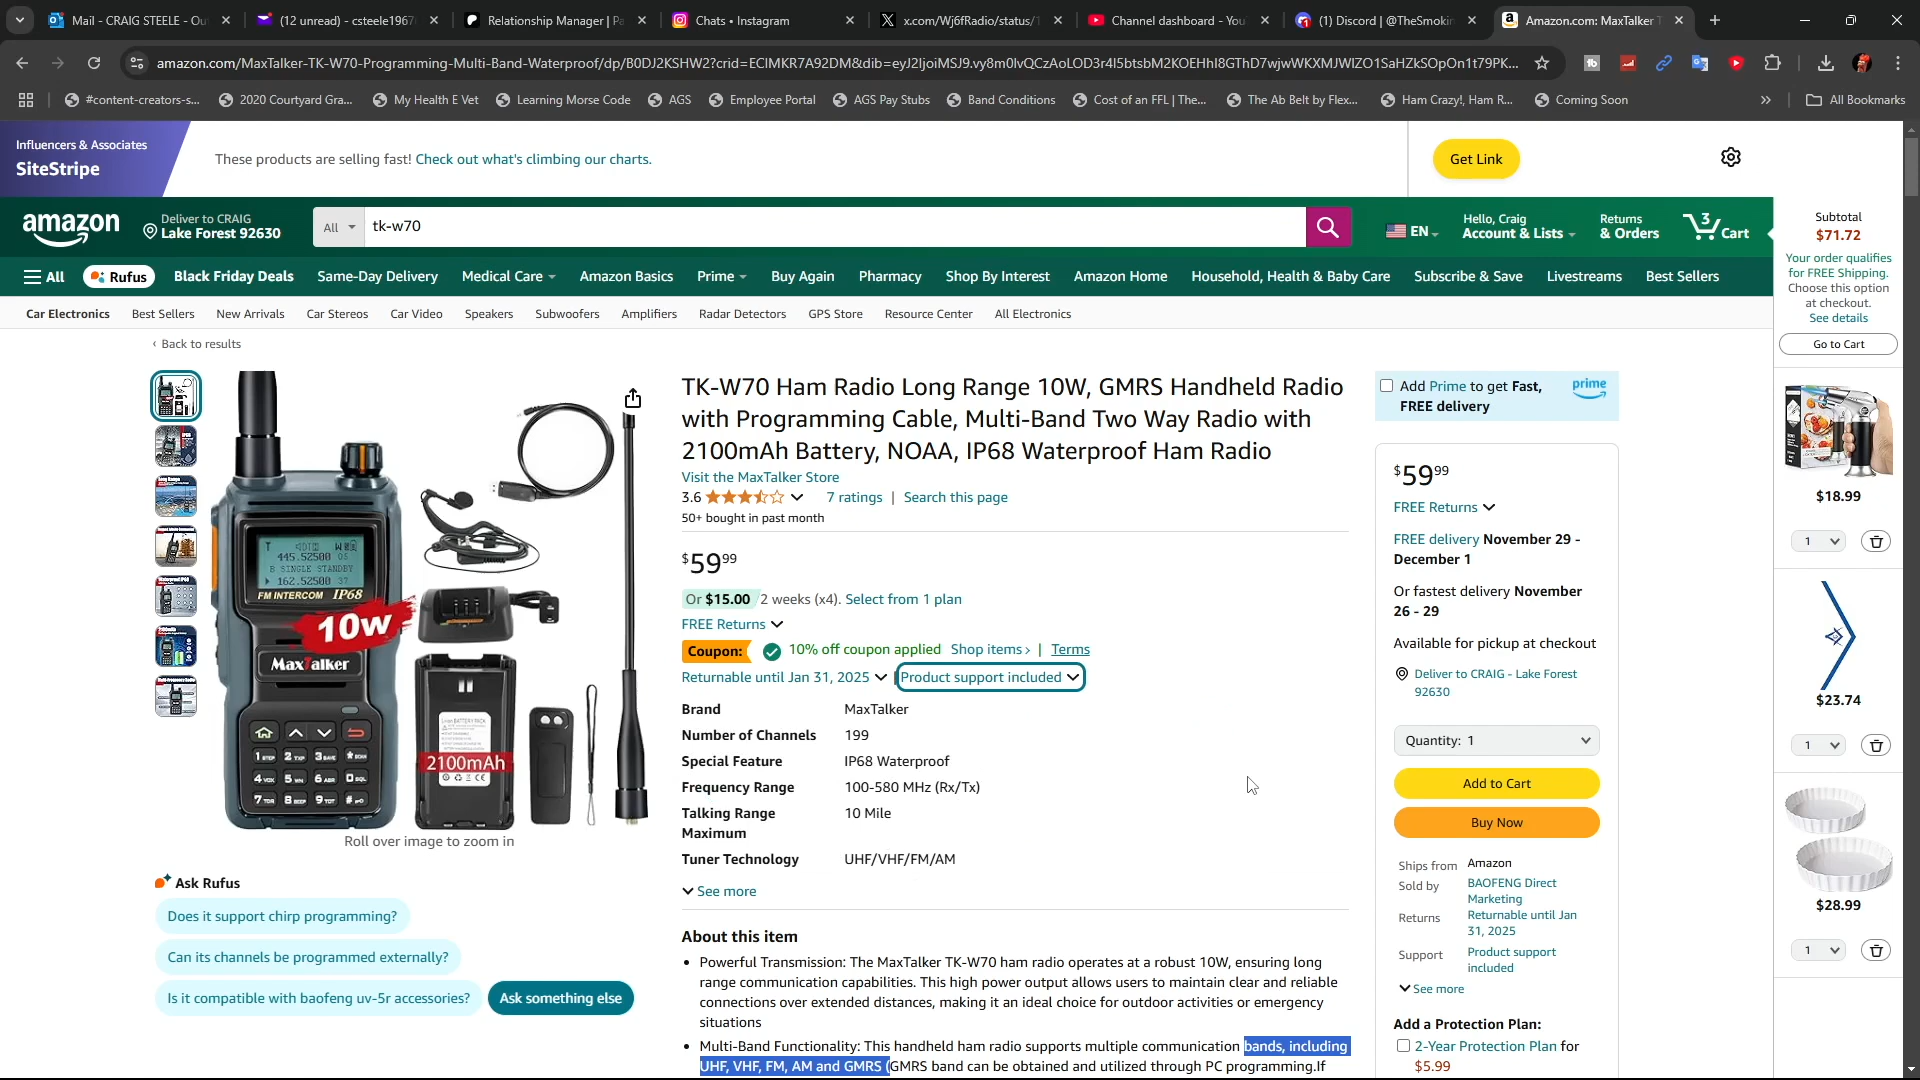 Mail - CRAIG STEELE - Ou
(12 unread) - csteele1967
Relationship Manager | Pa
Chats • Instagram
x.com/Wj6fRadio/status/1
Channel dashboard - You
(1) Discord | @TheSmokin
Amazon.com: MaxTalker T
amazon.com/MaxTalker-TK-W70-Programming-Multi-Band-Waterproof/dp/B0DJ2KSHW2?crid=ECIMKR7A92DM&dib=eyJ2IjoiMSJ9.vy8m0lvQCzAoLOD3r4I5btsbM2KOEHhI8GThD7wjwWKXMJWIZO1SaHZkSOpOn1t79PK...
#content-creators-s...
2020 Courtyard Gra...
My Health E Vet
Learning Morse Code
AGS
Employee Portal
AGS Pay Stubs
Band Conditions
Cost of an FFL | The...
The Ab Belt by Flex...
Ham Crazy!, Ham R...
Coming Soon
All Bookmarks
Influencers & Associates
SiteStripe
These products are selling fast! Check out what's climbing our charts.
Get Link
amazon
Deliver to CRAIG
Lake Forest 92630
All
tk-w70
EN
Hello, Craig
Account & Lists
Returns
& Orders
3
Cart
Subtotal
$71.72
Your order qualifies
for FREE Shipping.
Choose this option
at checkout.
See details
Go to Cart
All
Rufus
Black Friday Deals
Same-Day Delivery
Medical Care
Amazon Basics
Prime
Buy Again
Pharmacy
Shop By Interest
Amazon Home
Household, Health & Baby Care
Subscribe & Save
Livestreams
Best Sellers
Car Electronics
Best Sellers
New Arrivals
Car Stereos
Car Video
Speakers
Subwoofers
Amplifiers
Radar Detectors
GPS Store
Resource Center
All Electronics
‹ Back to results
445.52500
B SINGLE STANDBY
162.52500 37
FM INTERCOM IP68
10W
MaxTalker
2100mAh
Roll over image to zoom in
Ask Rufus
Does it support chirp programming?
Can its channels be programmed externally?
Is it compatible with baofeng uv-5r accessories?
Ask something else
TK-W70 Ham Radio Long Range 10W, GMRS Handheld Radio
with Programming Cable, Multi-Band Two Way Radio with
2100mAh Battery, NOAA, IP68 Waterproof Ham Radio
Visit the MaxTalker Store
3.6
7 ratings | Search this page
50+ bought in past month
$59 99
Or $15.00 /2 weeks (x4). Select from 1 plan
FREE Returns
Coupon: 10% off coupon applied Shop items › | Terms
Returnable until Jan 31, 2025 | Product support included
Brand MaxTalker
Number of Channels 199
Special Feature IP68 Waterproof
Frequency Range 100-580 MHz (Rx/Tx)
Talking Range 10 Mile
Maximum
Tuner Technology UHF/VHF/FM/AM
See more
About this item
• Powerful Transmission: The MaxTalker TK-W70 ham radio operates at a robust 10W, ensuring long
range communication capabilities. This high power output allows users to maintain clear and reliable
connections over extended distances, making it an ideal choice for outdoor activities or emergency
situations
• Multi-Band Functionality: This handheld ham radio supports multiple communication bands, including
UHF, VHF, FM, AM and GMRS (GMRS band can be obtained and utilized through PC programming.If
Add Prime to get Fast,
FREE delivery
prime
$59 99
FREE Returns
FREE delivery November 29 -
December 1
Or fastest delivery November
26 - 29
Available for pickup at checkout
Deliver to CRAIG - Lake Forest
92630
Quantity: 1
Add to Cart
Buy Now
Ships from Amazon
Sold by BAOFENG Direct
Marketing
Returns Returnable until Jan
31, 2025
Support Product support
included
See more
Add a Protection Plan:
2-Year Protection Plan for
$5.99
$18.99
1
$23.74
1
$28.99
1